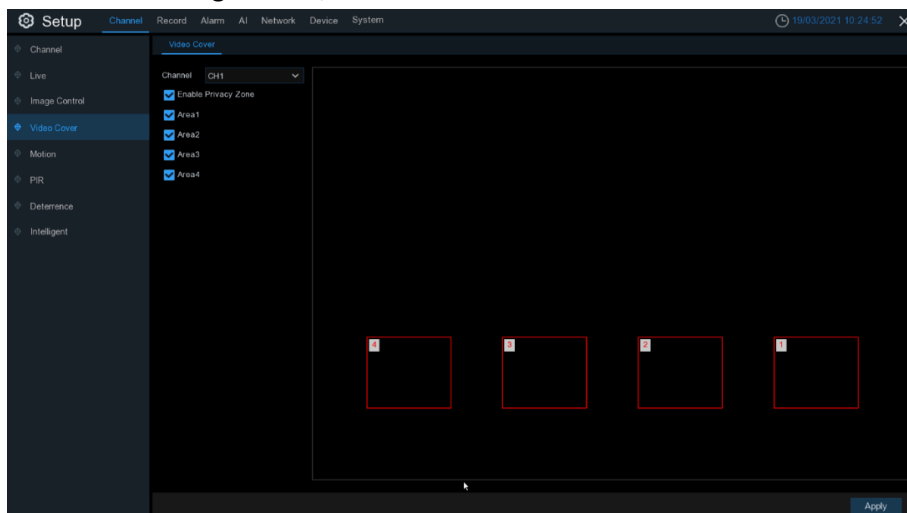 Setup Channel Record Alarm AI Network Device System 19/03/2021 10:24:52
Channel
Live
Image Control
Video Cover
Motion
PIR
Deterrence
Intelligent
Video Cover
Channel CH1
Enable Privacy Zone
Area1
Area2
Area3
Area4
4 3 2 1
Apply